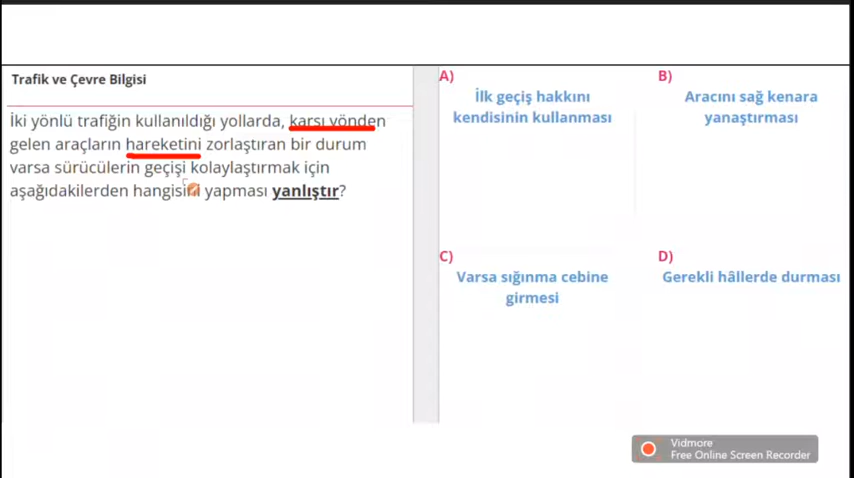 Trafik ve Çevre Bilgisi
İki yönlü trafiğin kullanıldığı yollarda, karşı yönden
gelen araçların hareketini zorlaştıran bir durum
varsa sürücülerin geçişi kolaylaştırmak için
aşağıdakilerden hangisini yapması yanlıştır?
A)
İlk geçiş hakkını
kendisinin kullanması
B)
Aracını sağ kenara
yanaştırması
C)
Varsa sığınma cebine
girmesi
D)
Gerekli hâllerde durması
Vidmore
Free Online Screen Recorder